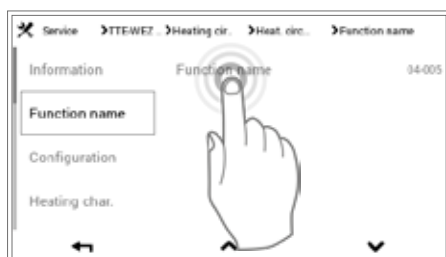 Service >TTE-WEZ .. >Heating cir. >Heat. circ.. >Function name
Information
Function name 04-005
Function name
Configuration
Heating char.